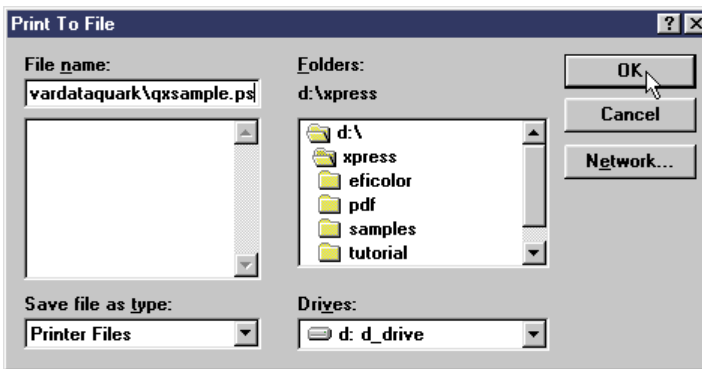 Print To File
File name:
vardataquark\qxsample.ps
Folders:
d:\xpress
d:\
xpress
eficolor
pdf
samples
tutorial
OK
Cancel
Network...
Save file as type:
Printer Files
Drives:
d: d_drive